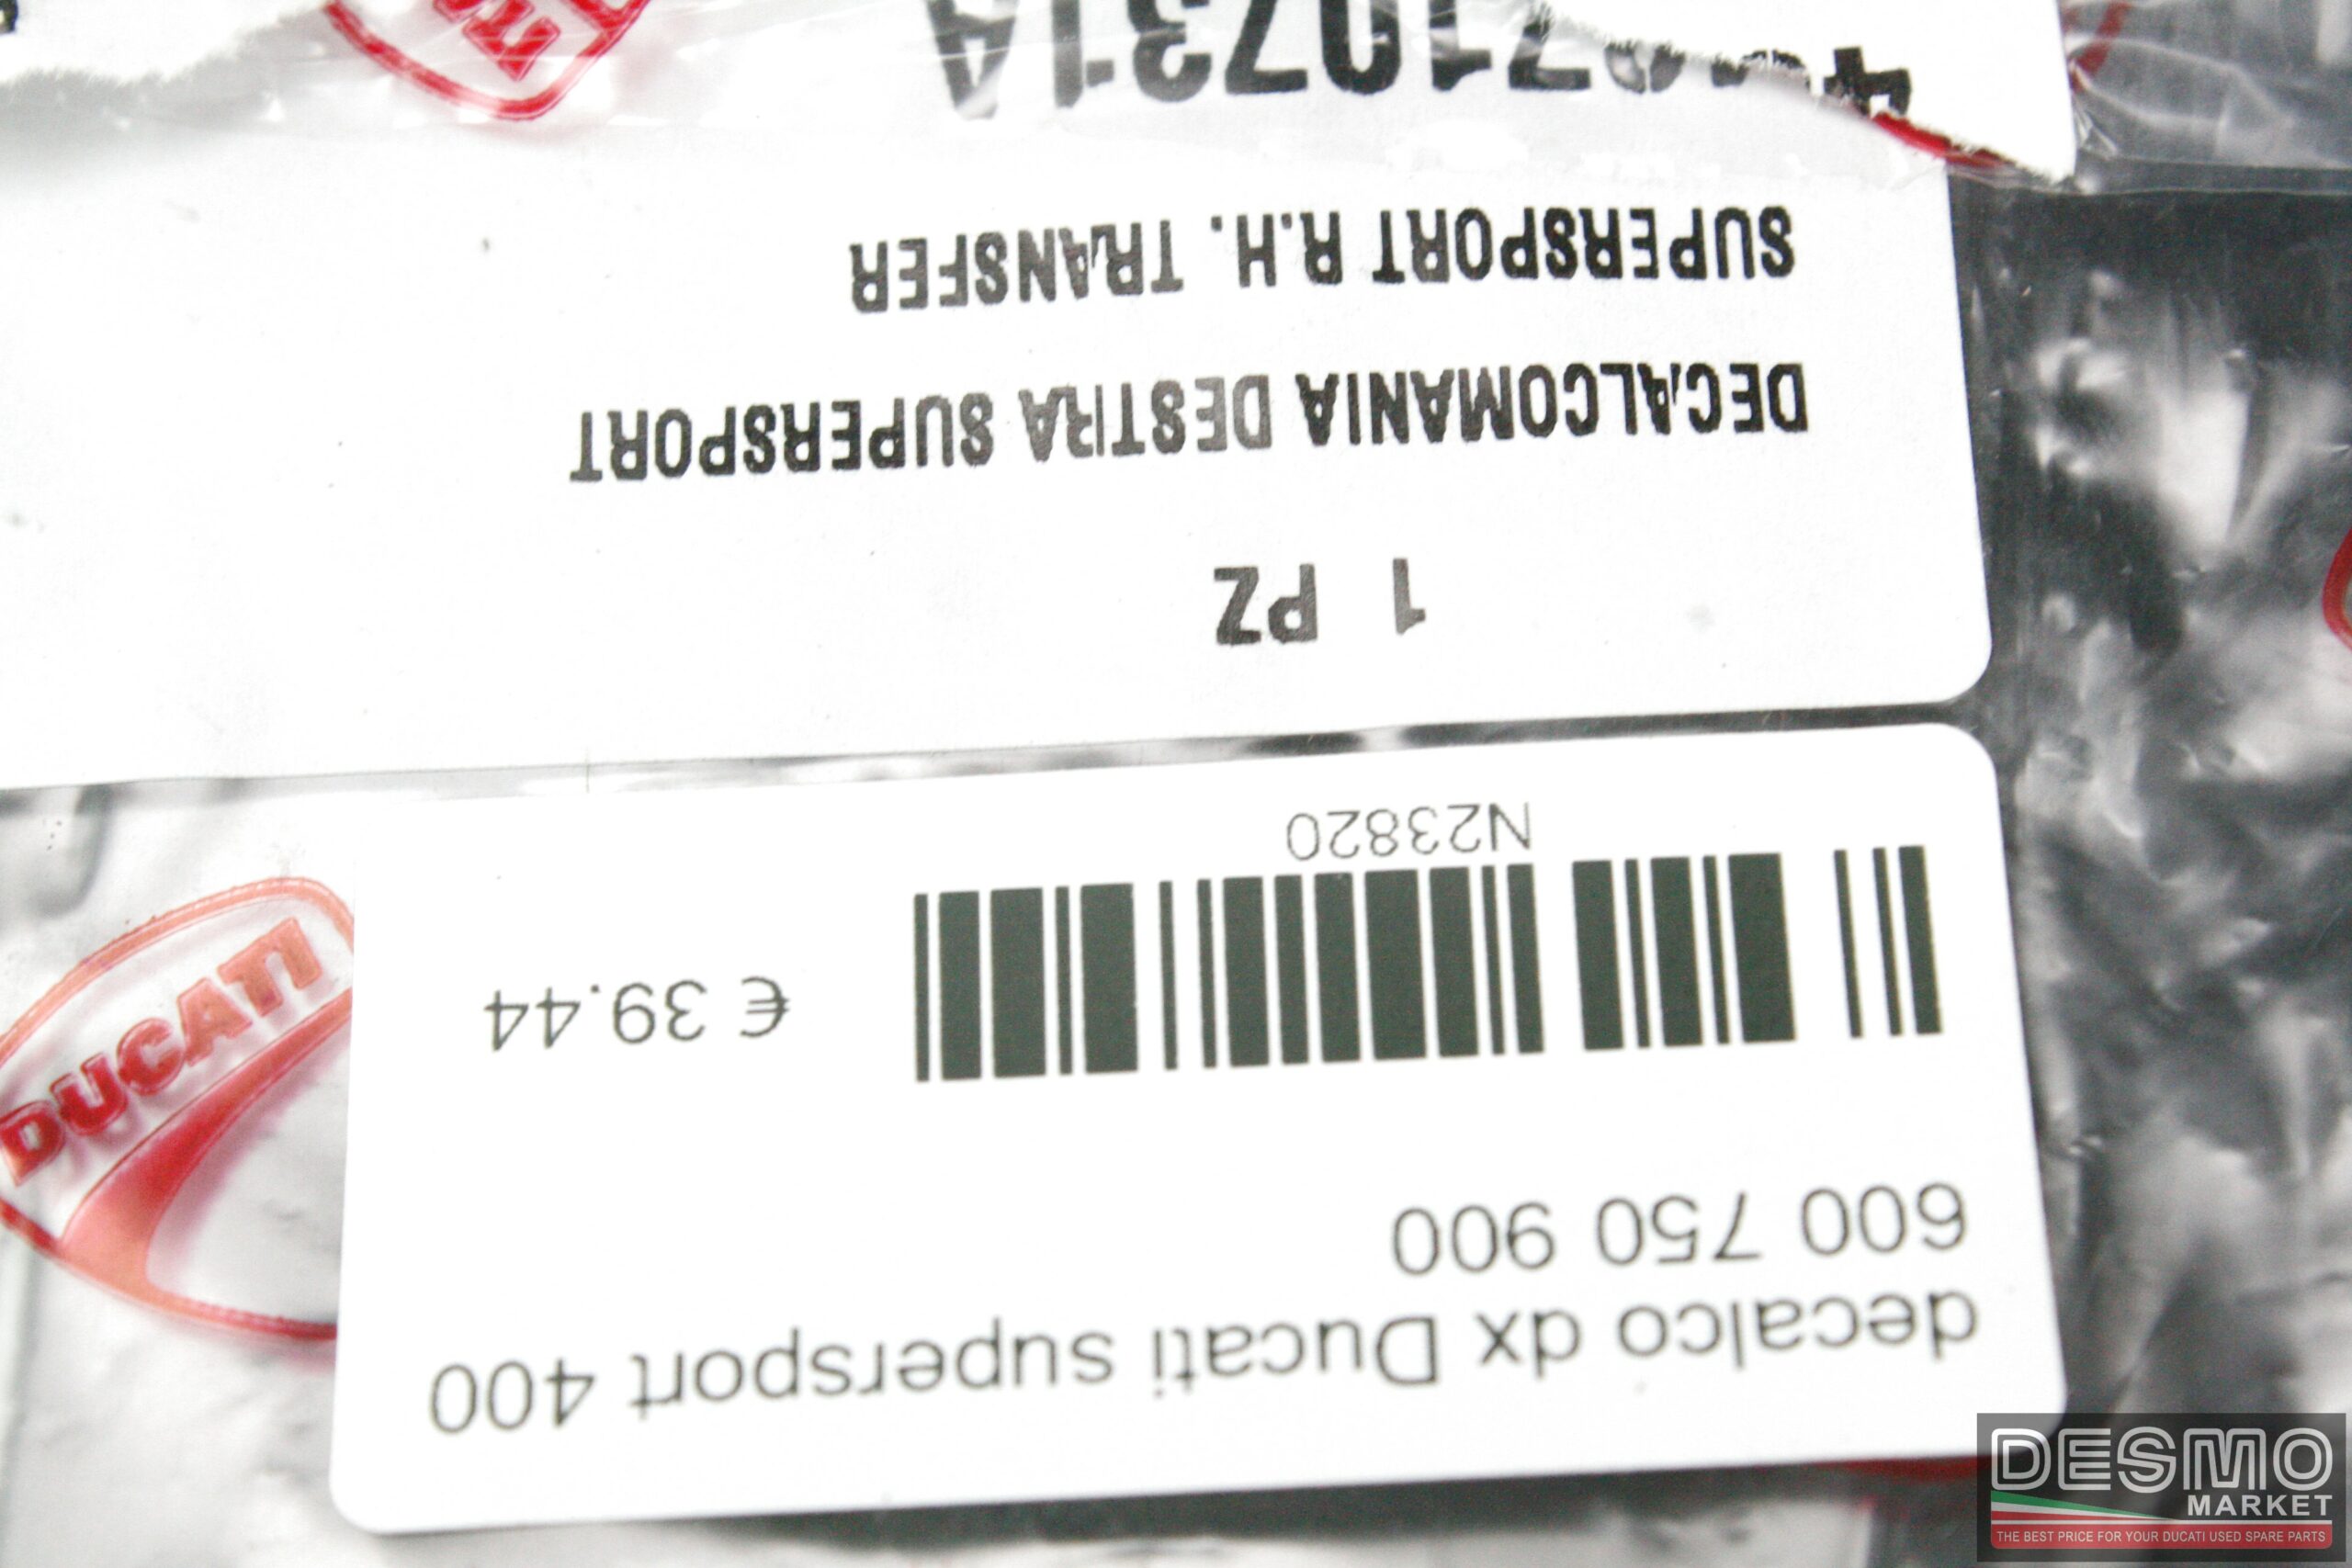 decalco dx Ducati supersport 400
600 750 900
€ 39.44
N23820
1 PZ
DECALCOMANIA DESTRA SUPERSPORT
SUPERSPORT R.H. TRANSFER
DUCATI
DESMO
MARKET
THE BEST PRICE FOR YOUR DUCATI USED SPARE PARTS